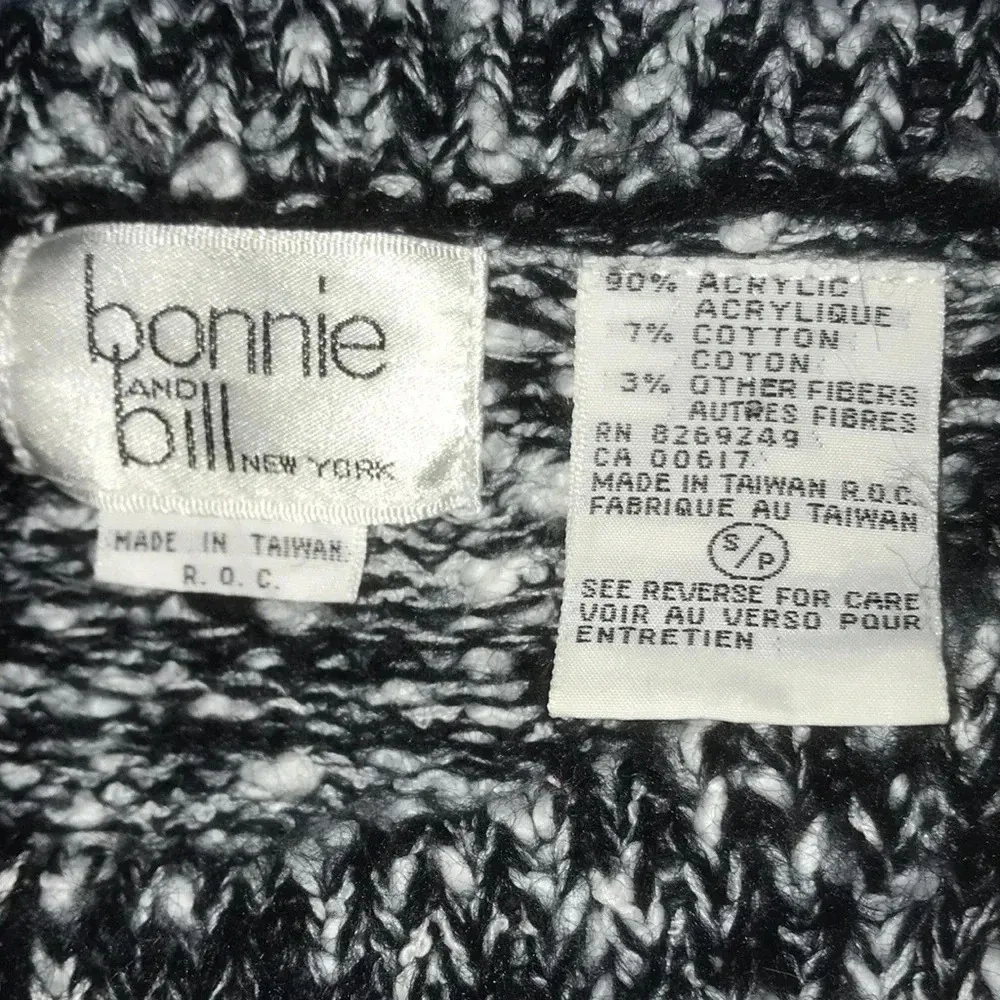 bonnie
AND
bill NEW YORK
MADE IN TAIWAN
R. O. C.
90% ACRYLIC
ACRYLIQUE
7% COTTON
COTON
3% OTHER FIBERS
AUTRES FIBRES
RN 8269249
CA 00617
MADE IN TAIWAN R.O.C.
FABRIQUE AU TAIWAN
S/P
SEE REVERSE FOR CARE
VOIR AU VERSO POUR
ENTRETIEN